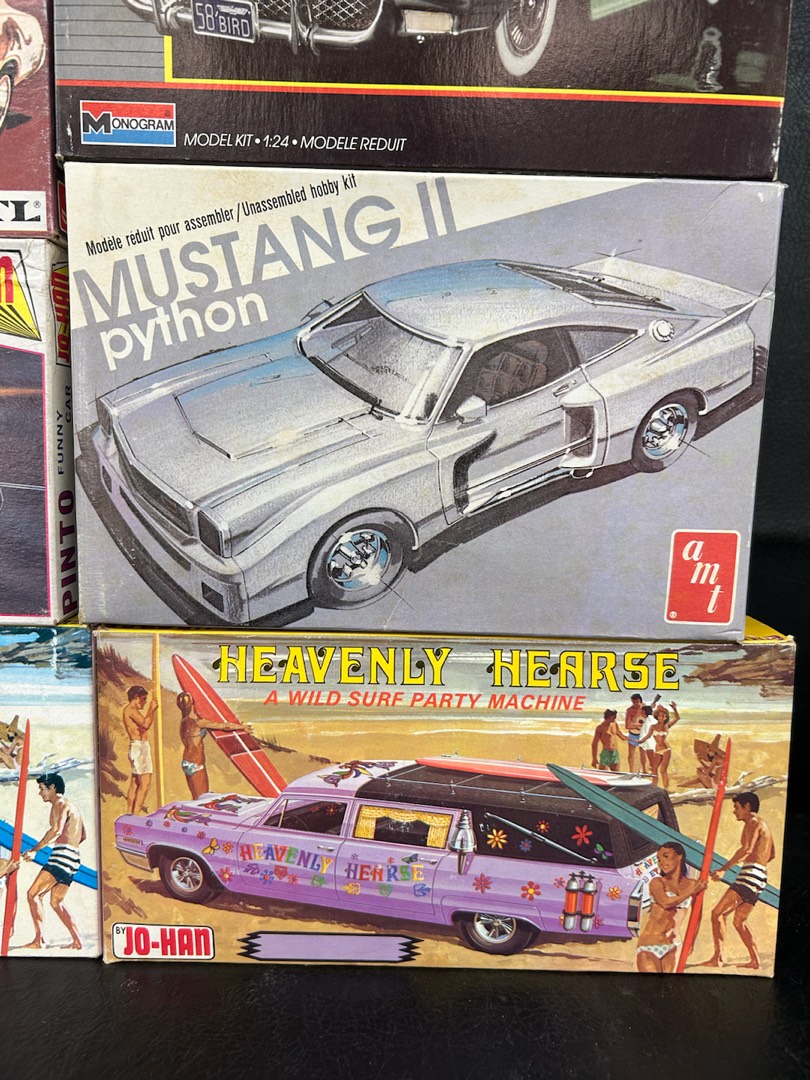 58 BIRD
MONOGRAM
MODEL KIT • 1:24 • MODELE REDUIT
TL®
Modèle réduit pour assembler/Unassembled hobby kit
MUSTANG II
python
JO-HAN
PINTO
FUNNY
CAR
amt
HEAVENLY HEARSE
A WILD SURF PARTY MACHINE
HEAVENLY HEARSE
BY JO-HAN